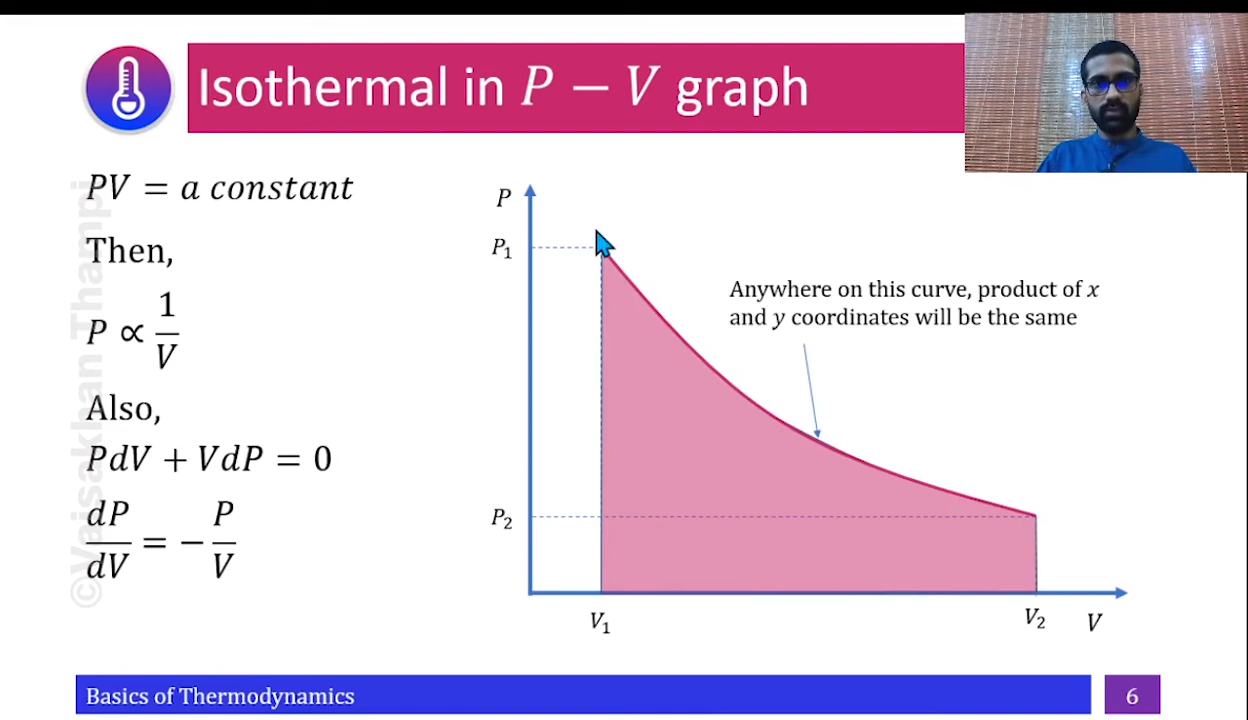 Isothermal in P − V graph
PV = a constant
Then,
P ∝ 1/V
Also,
PdV + VdP = 0
dP/dV = − P/V
©Vaisakhan Thampi
P
P₁
Anywhere on this curve, product of x
and y coordinates will be the same
P₂
V₁
V₂
V
Basics of Thermodynamics
6